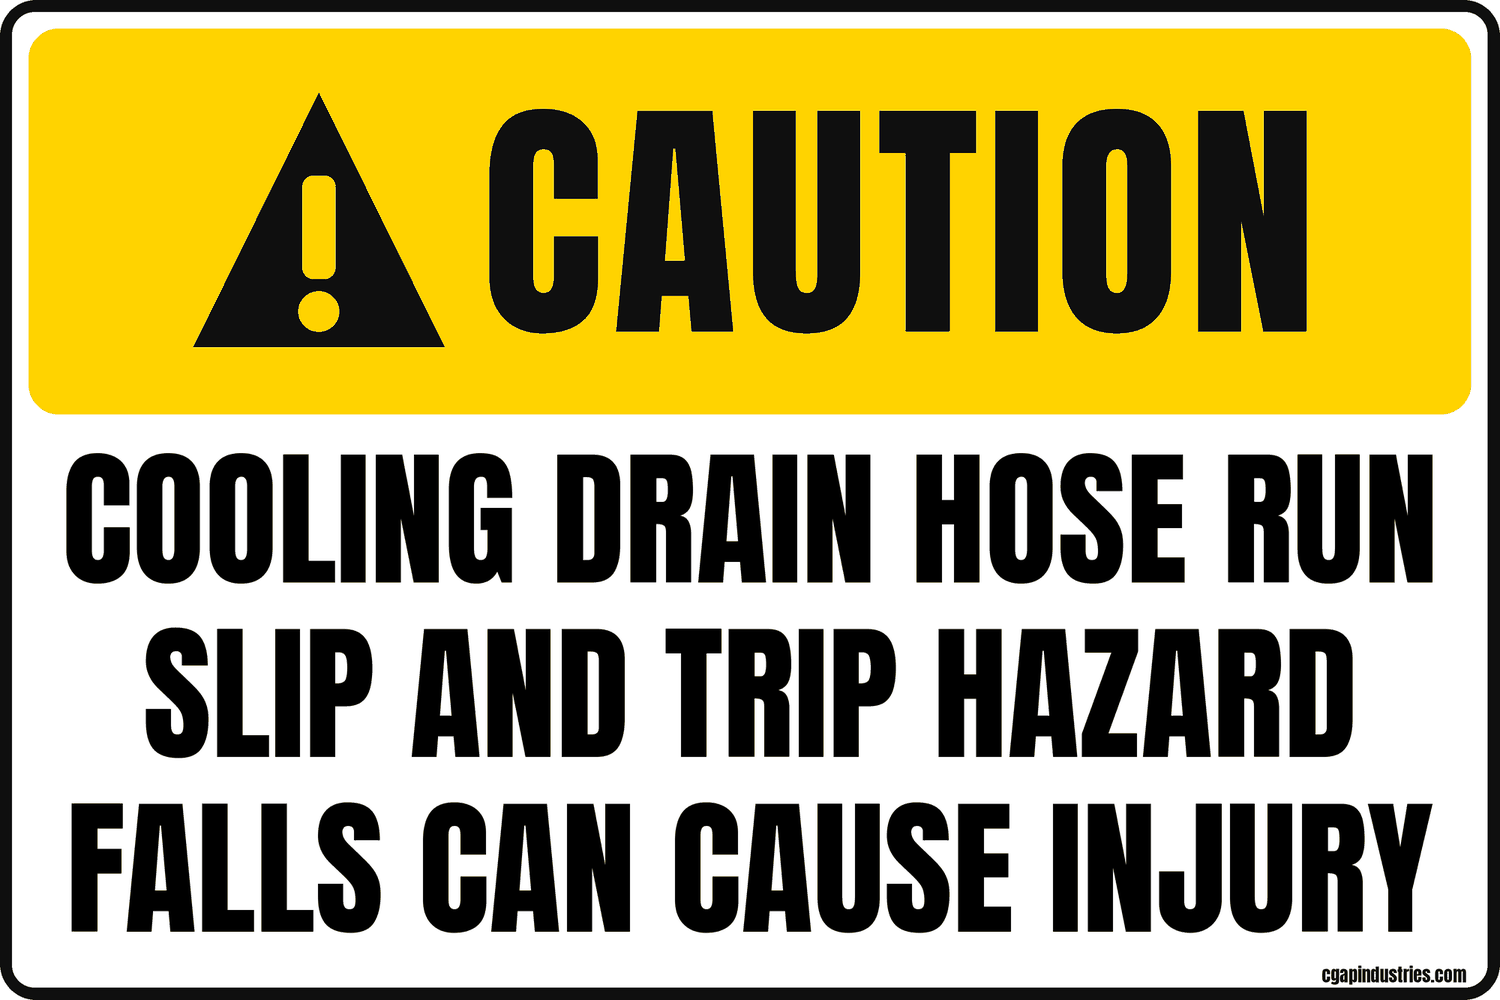 CAUTION
COOLING DRAIN HOSE RUN
SLIP AND TRIP HAZARD
FALLS CAN CAUSE INJURY
cgapindustries.com